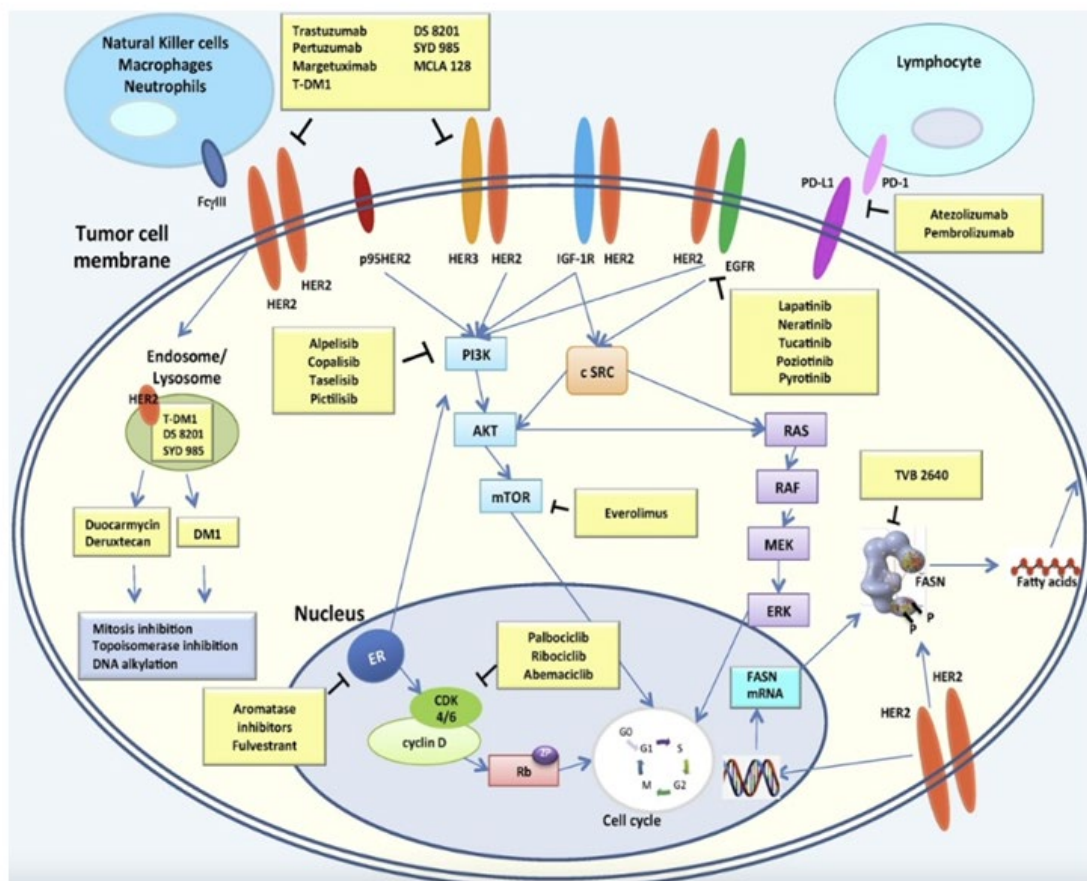 Natural Killer cells
Macrophages
Neutrophils
Trastuzumab DS 8201
Pertuzumab SYD 985
Margetuximab MCLA 128
T-DM1
Lymphocyte
FcγIII
PD-L1
PD-1
Atezolizumab
Pembrolizumab
Tumor cell
membrane
HER2
HER2
p95HER2
HER3
HER2
IGF-1R
HER2
HER2
EGFR
Lapatinib
Neratinib
Tucatinib
Poziotinib
Pyrotinib
Alpelisib
Copalisib
Taselisib
Pictilisib
PI3K
c SRC
Endosome/
Lysosome
HER2
T-DM1
DS 8201
SYD 985
AKT
RAS
mTOR
RAF
Everolimus
TVB 2640
Duocarmycin
Deruxtecan
DM1
MEK
FASN
Fatty acids
P
P
ERK
Mitosis inhibition
Topoisomerase inhibition
DNA alkylation
Nucleus
ER
Palbociclib
Ribociclib
Abemaciclib
FASN
mRNA
Aromatase
inhibitors
Fulvestrant
CDK
4/6
cyclin D
Rb
G0
G1
S
M
G2
Cell cycle
HER2
HER2